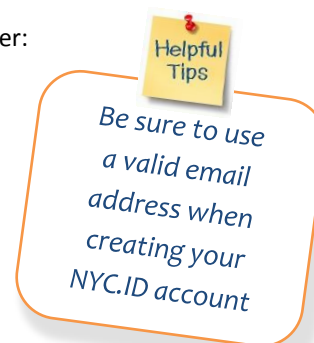 er:
Helpful
Tips
Be sure to use
a valid email
address when
creating your
NYC.ID account